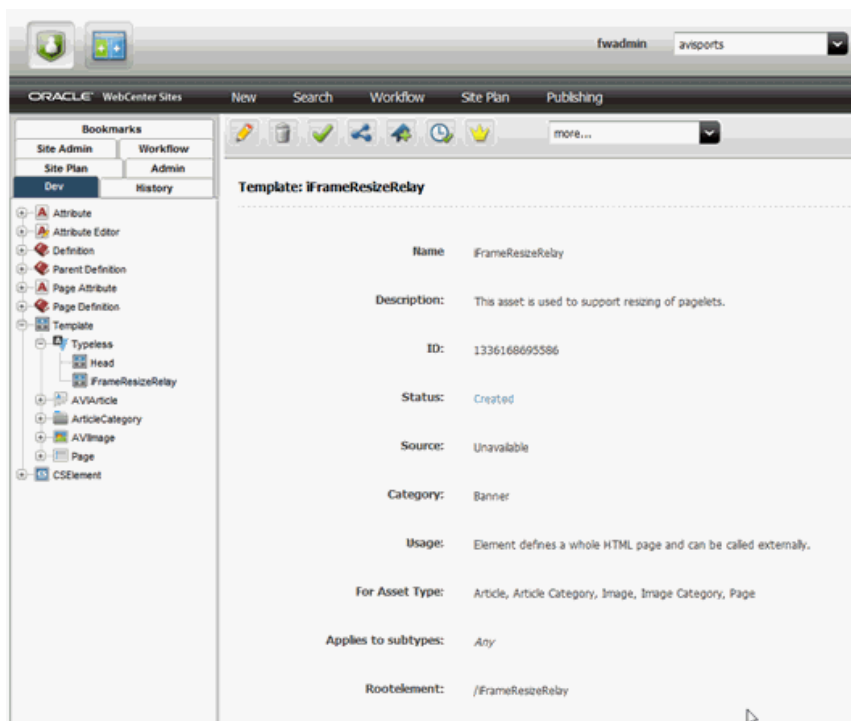 fwadmin avisports
ORACLE WebCenter Sites New Search Workflow Site Plan Publishing
Bookmarks
Site Admin Workflow
Site Plan Admin
Dev History
more...
Attribute
Attribute Editor
Definition
Parent Definition
Page Attribute
Page Definition
Template
Typeless
Head
iFrameResizeRelay
AVIArticle
ArticleCategory
AVIImage
Page
CSElement
Template: iFrameResizeRelay
Name iFrameResizeRelay
Description: This asset is used to support resizing of pagelets.
ID: 1336168695586
Status: Created
Source: Unavailable
Category: Banner
Usage: Element defines a whole HTML page and can be called externally.
For Asset Type: Article, Article Category, Image, Image Category, Page
Applies to subtypes: Any
Rootelement: /iFrameResizeRelay